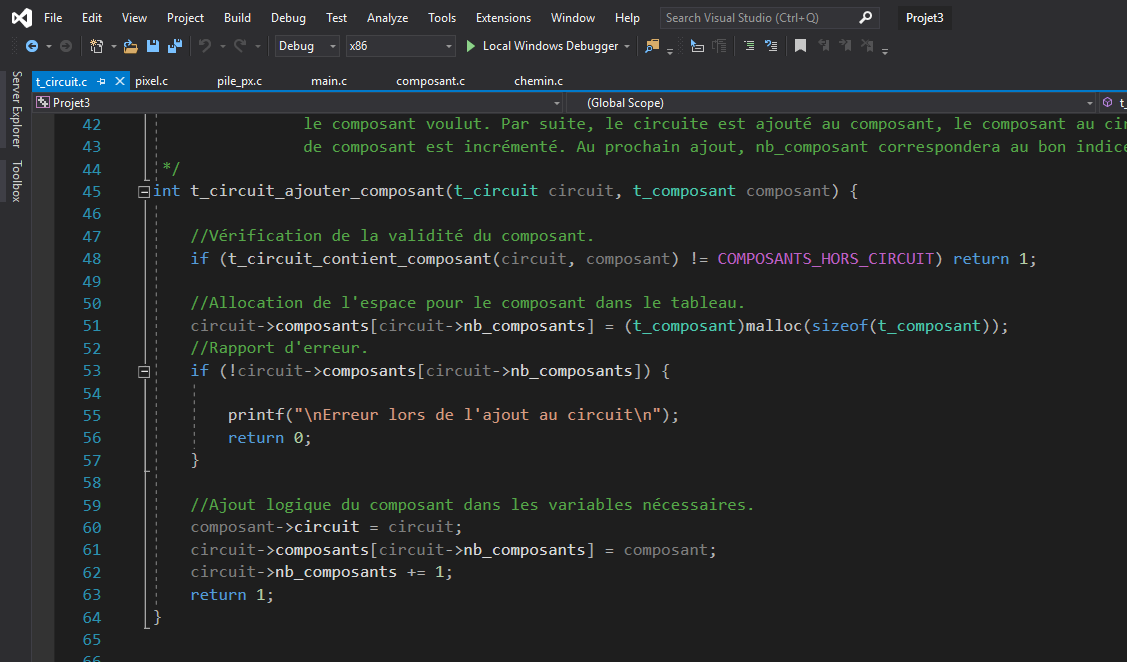 File Edit View Project Build Debug Test Analyze Tools Extensions Window Help Search Visual Studio (Ctrl+Q) Projet3
Debug x86 Local Windows Debugger
t_circuit.c pixel.c pile_px.c main.c composant.c chemin.c
Projet3 (Global Scope)
Server Explorer
Toolbox
42 le composant voulut. Par suite, le circuite est ajouté au composant, le composant au
43 de composant est incrémenté. Au prochain ajout, nb_composant correspondera au bon indice
44 */
45 int t_circuit_ajouter_composant(t_circuit circuit, t_composant composant) {
46
47 //Vérification de la validité du composant.
48 if (t_circuit_contient_composant(circuit, composant) != COMPOSANTS_HORS_CIRCUIT) return 1;
49
50 //Allocation de l'espace pour le composant dans le tableau.
51 circuit->composants[circuit->nb_composants] = (t_composant)malloc(sizeof(t_composant));
52 //Rapport d'erreur.
53 if (!circuit->composants[circuit->nb_composants]) {
54
55 printf("\nErreur lors de l'ajout au circuit\n");
56 return 0;
57 }
58
59 //Ajout logique du composant dans les variables nécessaires.
60 composant->circuit = circuit;
61 circuit->composants[circuit->nb_composants] = composant;
62 circuit->nb_composants += 1;
63 return 1;
64 }
65
66